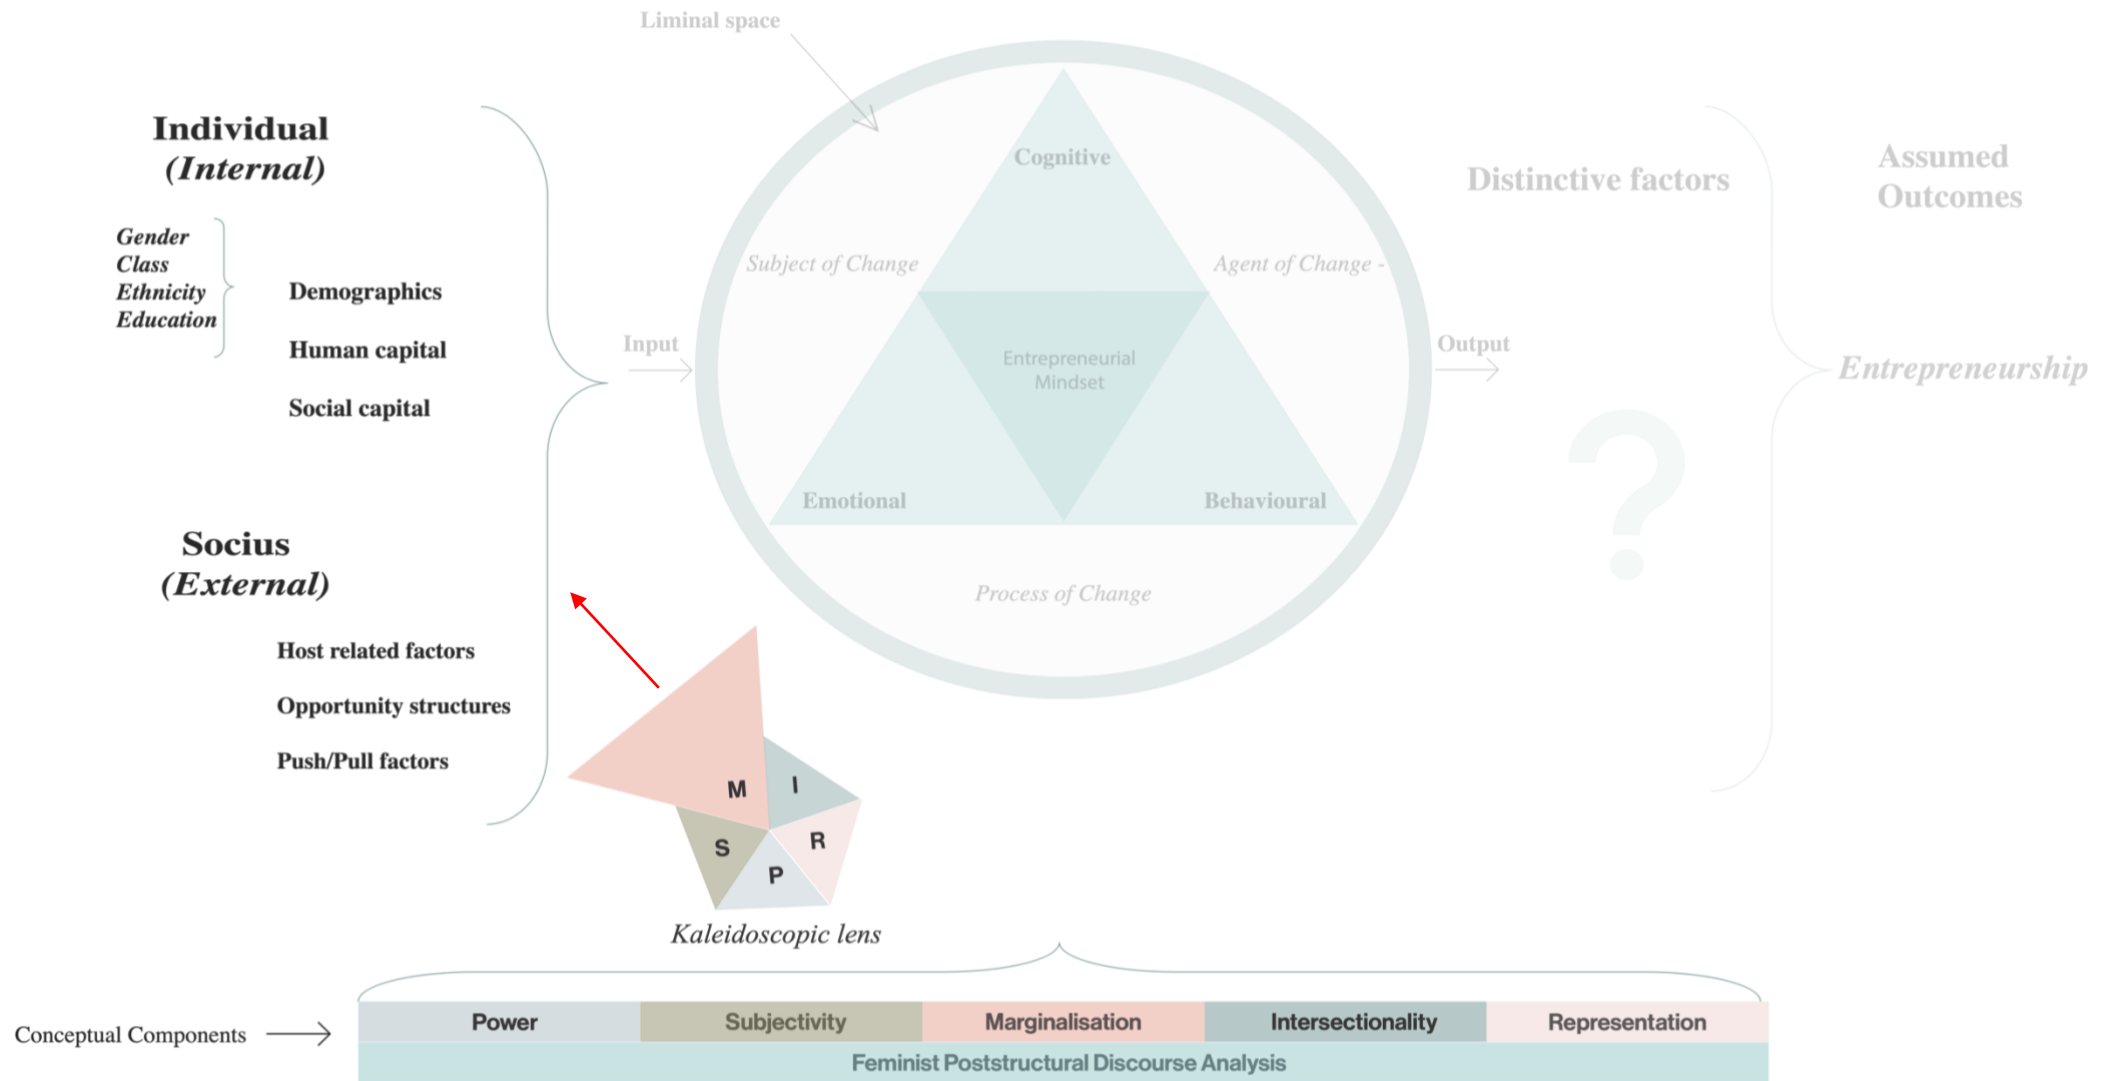 Liminal space
Individual
(Internal)
Gender
Class
Ethnicity
Education
Demographics
Human capital
Social capital
Socius
(External)
Host related factors
Opportunity structures
Push/Pull factors
Input
Cognitive
Subject of Change
Agent of Change -
Entrepreneurial
Mindset
Emotional
Behavioural
Process of Change
Output
Distinctive factors
?
Assumed
Outcomes
Entrepreneurship
M
I
S
R
P
Kaleidoscopic lens
Conceptual Components
Power
Subjectivity
Marginalisation
Intersectionality
Representation
Feminist Poststructural Discourse Analysis